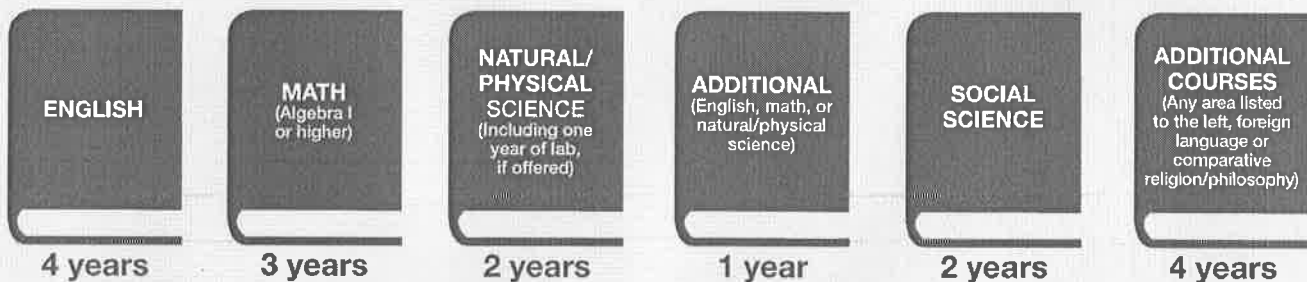 ENGLISH
4 years
MATH
(Algebra I
or higher)
3 years
NATURAL/
PHYSICAL
SCIENCE
(Including one
year of lab,
if offered)
2 years
ADDITIONAL
(English, math, or
natural/physical
science)
1 year
SOCIAL
SCIENCE
2 years
ADDITIONAL
COURSES
(Any area listed
to the left, foreign
language or
comparative
religion/philosophy)
4 years